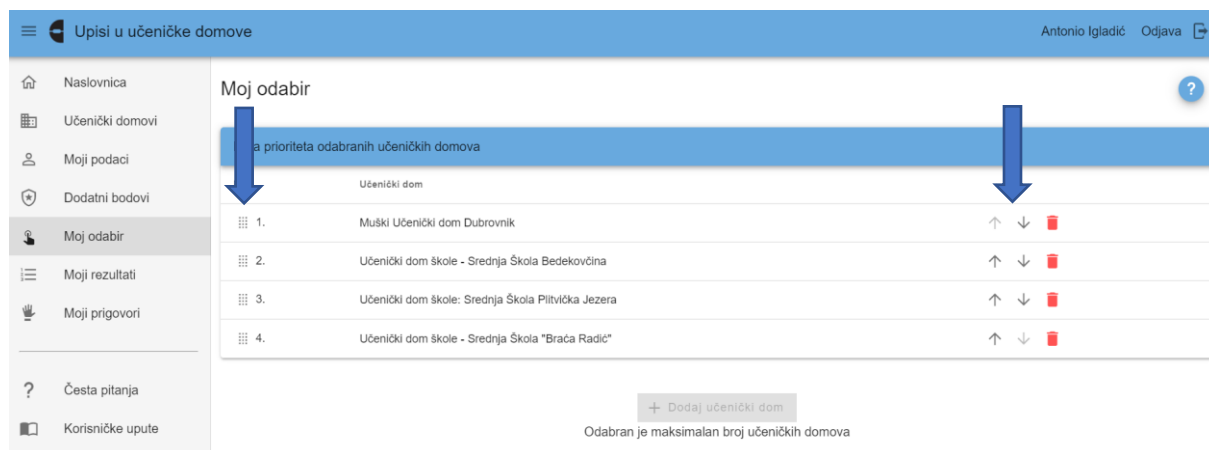 Upisi u učeničke domove
Antonio Igladić Odjava
Naslovnica
Učenički domovi
Moji podaci
Dodatni bodovi
Moj odabir
Moji rezultati
Moji prigovori
? Česta pitanja
Korisničke upute
Moj odabir
?
a prioriteta odabranih učeničkih domova
Učenički dom
1. Muški Učenički dom Dubrovnik
2. Učenički dom škole - Srednja Škola Bedekovčina
3. Učenički dom škole: Srednja Škola Plitvička Jezera
4. Učenički dom škole - Srednja Škola "Braća Radić"
+ Dodaj učenički dom
Odabran je maksimalan broj učeničkih domova